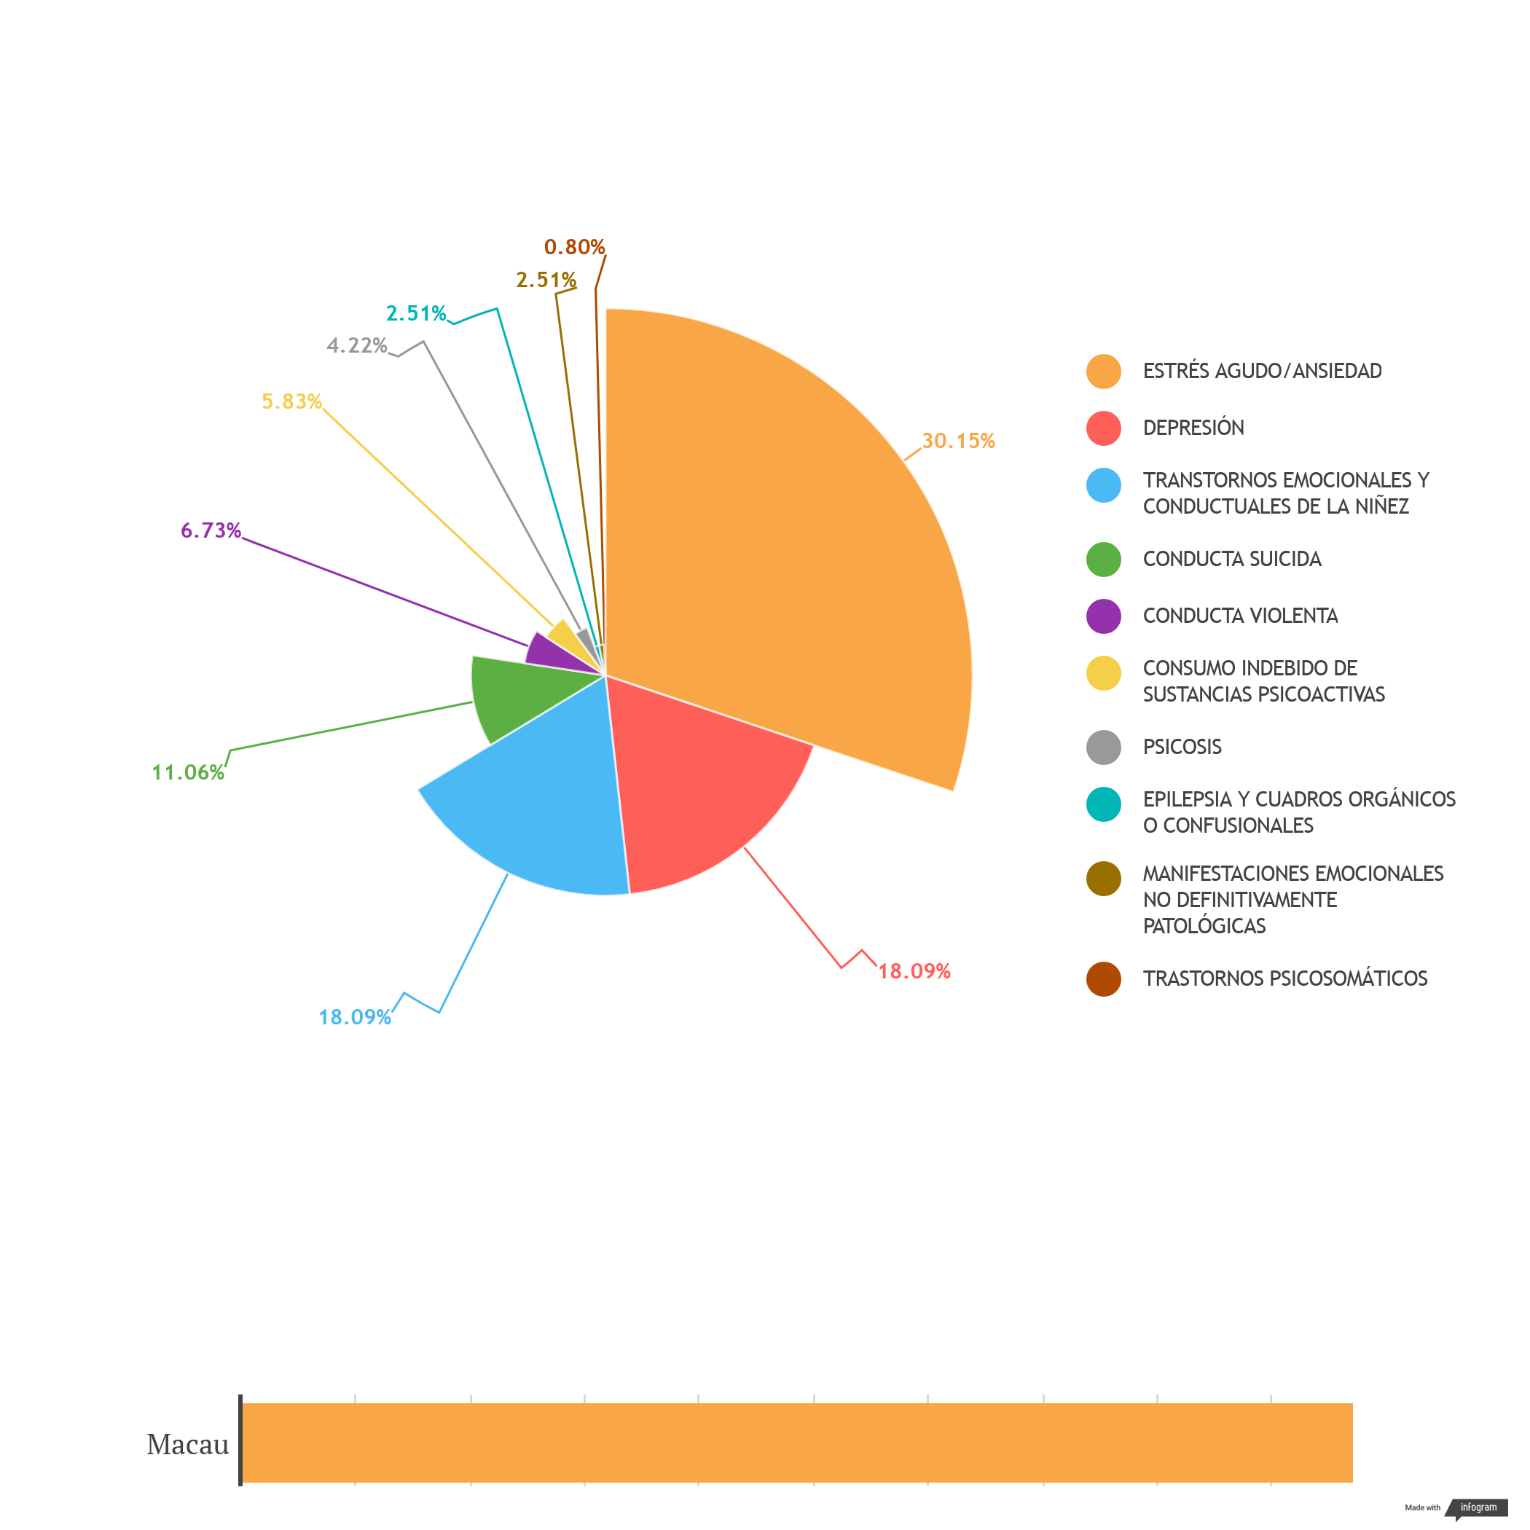 0.80%
2.51%
2.51%
4.22%
5.83%
30.15%
6.73%
11.06%
18.09%
18.09%
ESTRÉS AGUDO/ANSIEDAD
DEPRESIÓN
TRANSTORNOS EMOCIONALES Y
CONDUCTUALES DE LA NIÑEZ
CONDUCTA SUICIDA
CONDUCTA VIOLENTA
CONSUMO INDEBIDO DE
SUSTANCIAS PSICOACTIVAS
PSICOSIS
EPILEPSIA Y CUADROS ORGÁNICOS
O CONFUSIONALES
MANIFESTACIONES EMOCIONALES
NO DEFINITIVAMENTE
PATOLÓGICAS
TRASTORNOS PSICOSOMÁTICOS
Macau
Made with infogram